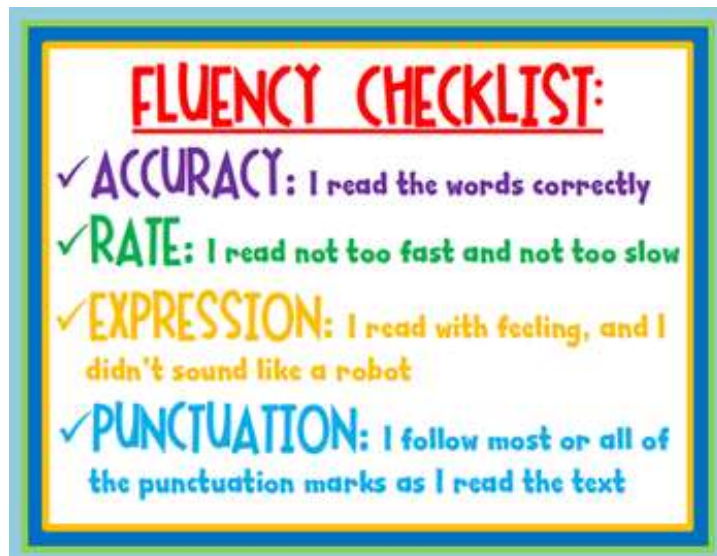 FLUENCY CHECKLIST:
✓ACCURACY: I read the words correctly
✓RATE: I read not too fast and not too slow
✓EXPRESSION: I read with feeling, and I
didn't sound like a robot
✓PUNCTUATION: I follow most or all of
the punctuation marks as I read the text